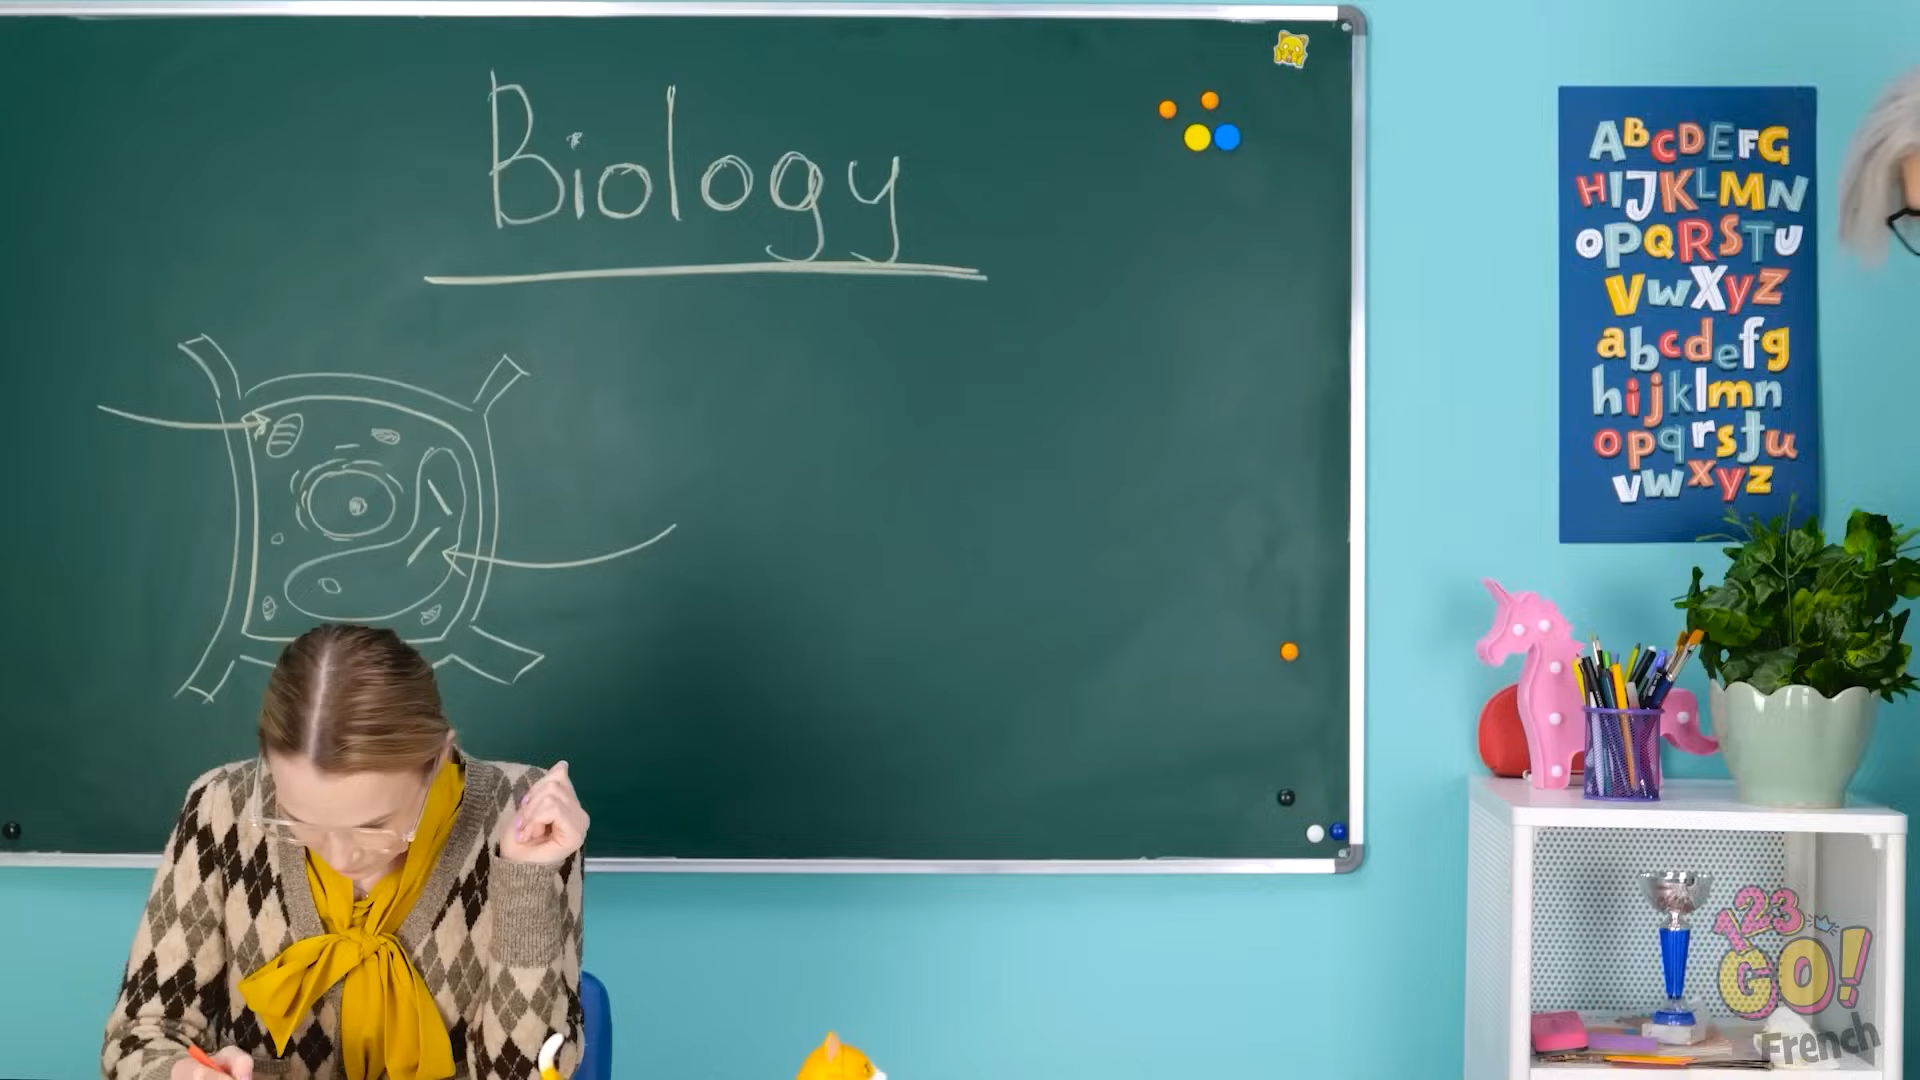 Biology
ABCDEFG
HIJKLMN
OPQRSTU
VWXYZ
abcdefg
hijklmn
opqrstu
vwxyz
123
GO!
French